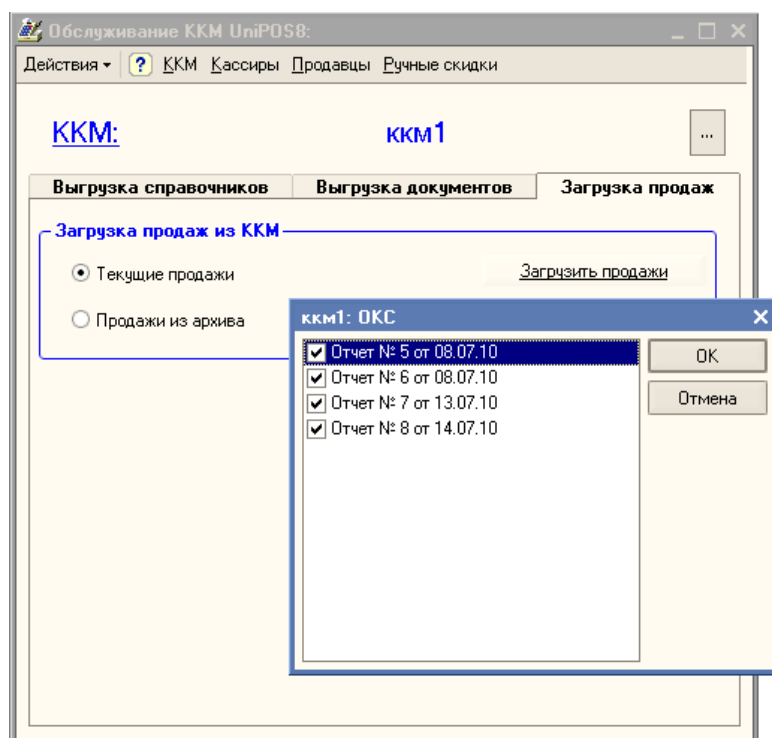 Обслуживание ККМ UniPOS8:
Действия ? ККМ Кассиры Продавцы Ручные скидки
ККМ: ккм1 ...
Выгрузка справочников Выгрузка документов Загрузка продаж
Загрузка продаж из ККМ
Текущие продажи Загрузить продажи
Продажи из архива
ккм1: ОКС
Отчет № 5 от 08.07.10 OK
Отчет № 6 от 08.07.10
Отчет № 7 от 13.07.10 Отмена
Отчет № 8 от 14.07.10